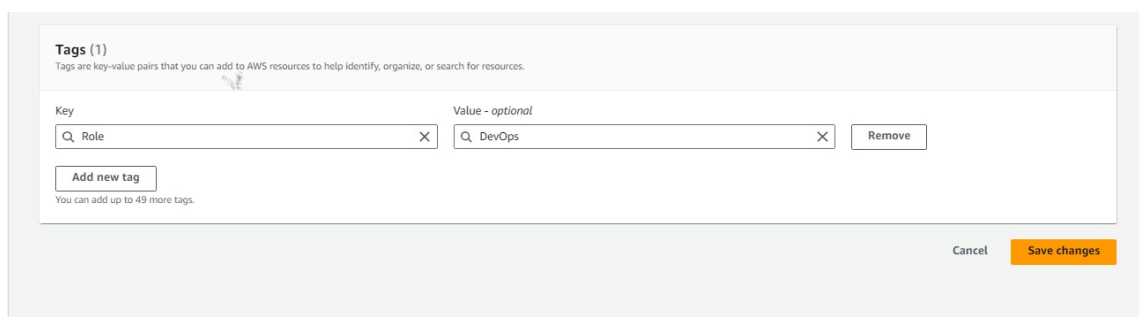 Tags (1)
Tags are key-value pairs that you can add to AWS resources to help identify, organize, or search for resources.
Key
Value - optional
Role
DevOps
Remove
Add new tag
You can add up to 49 more tags.
Cancel
Save changes